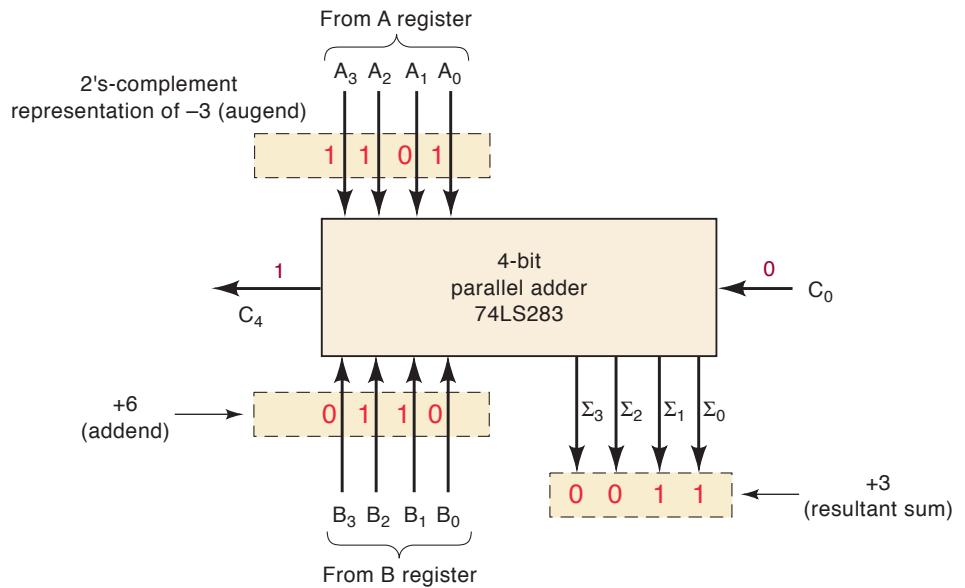 From A register
A₃ A₂ A₁ A₀
2's-complement
representation of –3 (augend)
1 1 0 1
4-bit
parallel adder
74LS283
1
C₄
0
C₀
+6
(addend)
0 1 1 0
Σ₃ Σ₂ Σ₁ Σ₀
0 0 1 1
+3
(resultant sum)
B₃ B₂ B₁ B₀
From B register